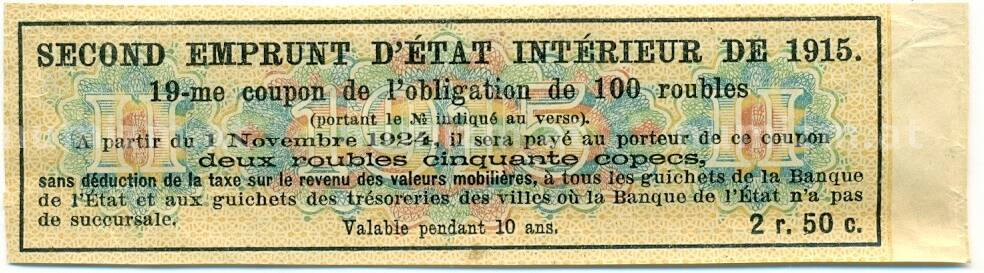 SECOND EMPRUNT D'ÉTAT INTÉRIEUR DE 1915.
19-me coupon de l'obligation de 100 roubles
(portant le № indiqué au verso).
A partir du 1 Novembre 1924, il sera payé au porteur de ce coupon
deux roubles cinquante copecs,
sans déduction de la taxe sur le revenu des valeurs mobilières, à tous les guichets de la Banque
de l'État et aux guichets des trésoreries des villes où la Banque de l'État n'a pas
de succursale.
Valable pendant 10 ans.
2 r. 50 c.
II 1915 II